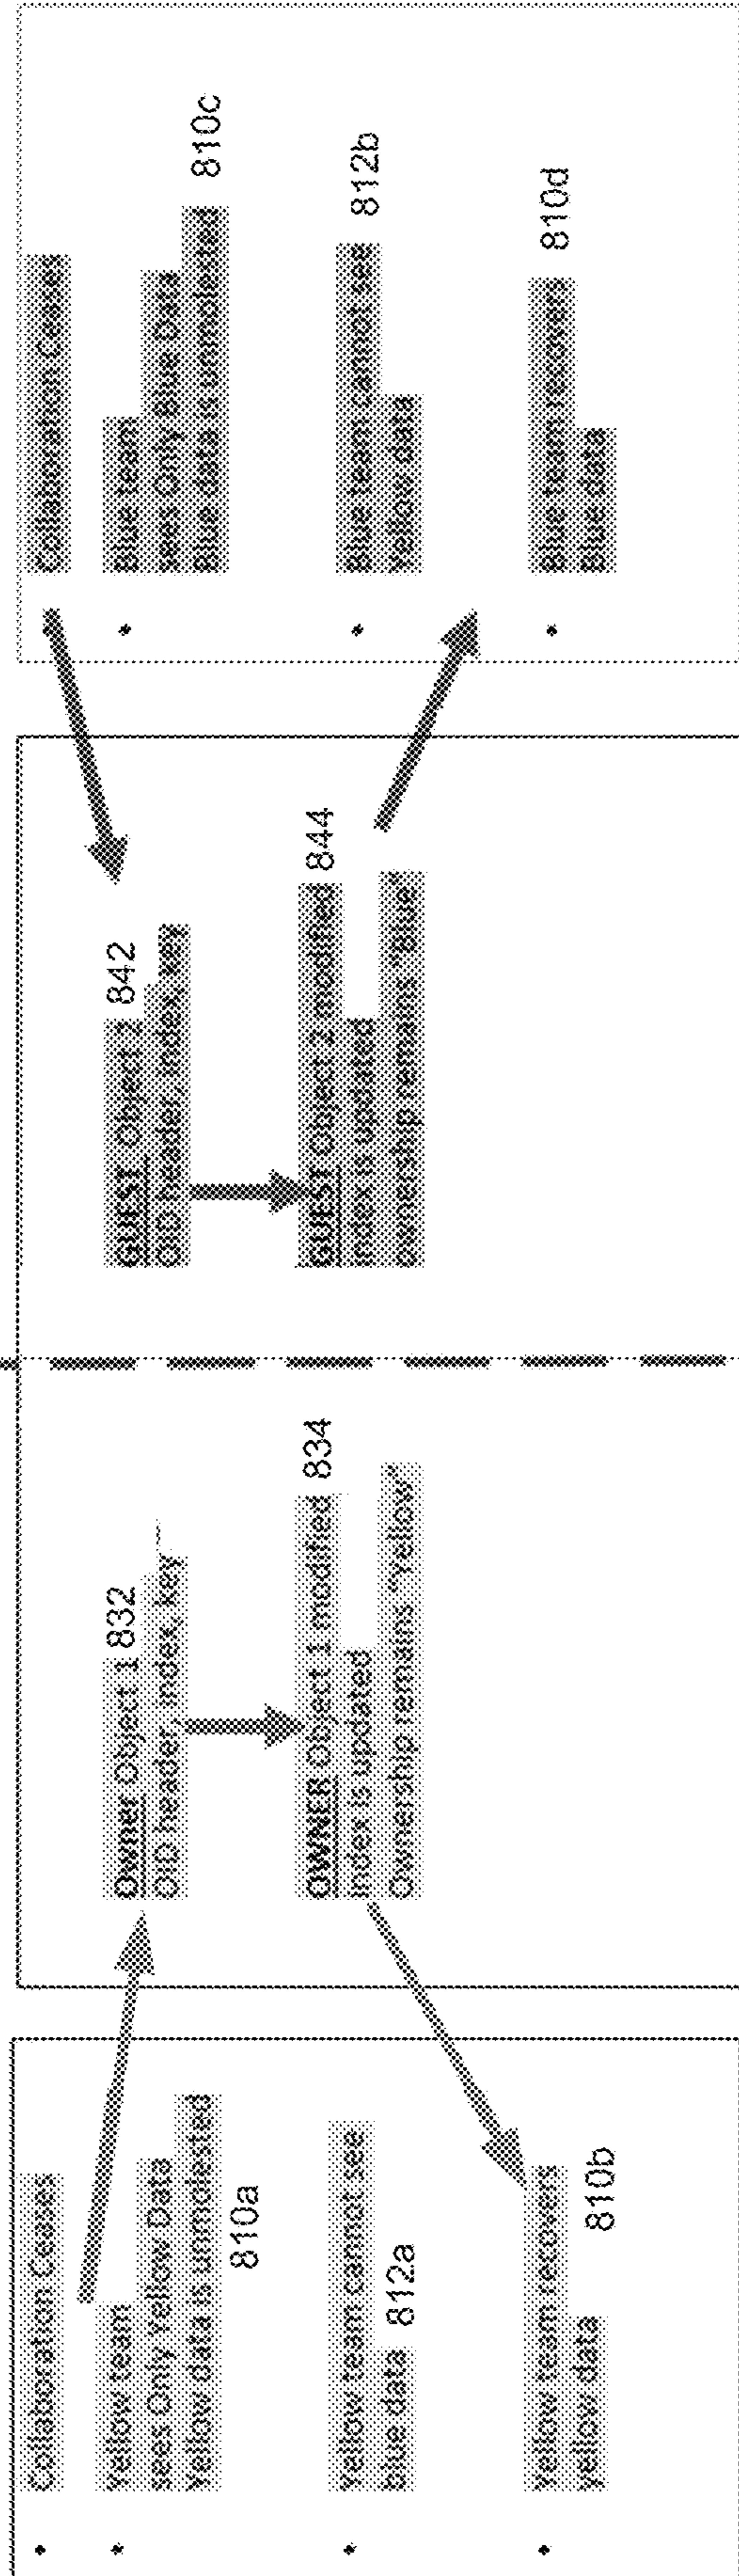 Collaboration Ceases
Yellow team
sees Only Yellow Data
Yellow data is unmolested
810a
Yellow team cannot see
blue data 812a
Yellow team recovers
yellow data 810b
Owner Object 1 832
OID header, index, key
OWNER Object 1 modified 834
Index is updated
Ownership remains "Yellow"
GUEST Object 2 842
OID header, index, key
GUEST Object 2 modified 844
Index is updated
Ownership remains "Blue"
Collaboration Ceases
Blue team
sees Only Blue Data
Blue data is unmolested 810c
Blue team cannot see 812b
Yellow data
Blue team recovers 810d
Blue data